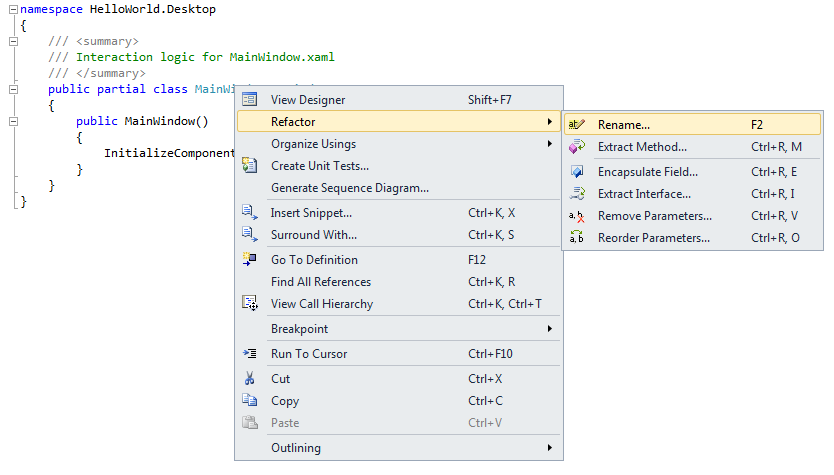 namespace HelloWorld.Desktop
{
/// <summary>
/// Interaction logic for MainWindow.xaml
/// </summary>
public partial class MainWindow
{
public MainWindow()
{
InitializeComponent
}
}
}
View Designer Shift+F7
Refactor
Organize Usings
Create Unit Tests...
Generate Sequence Diagram...
Insert Snippet... Ctrl+K, X
Surround With... Ctrl+K, S
Go To Definition F12
Find All References Ctrl+K, R
View Call Hierarchy Ctrl+K, Ctrl+T
Breakpoint
Run To Cursor Ctrl+F10
Cut Ctrl+X
Copy Ctrl+C
Paste Ctrl+V
Outlining
Rename... F2
Extract Method... Ctrl+R, M
Encapsulate Field... Ctrl+R, E
Extract Interface... Ctrl+R, I
Remove Parameters... Ctrl+R, V
Reorder Parameters... Ctrl+R, O